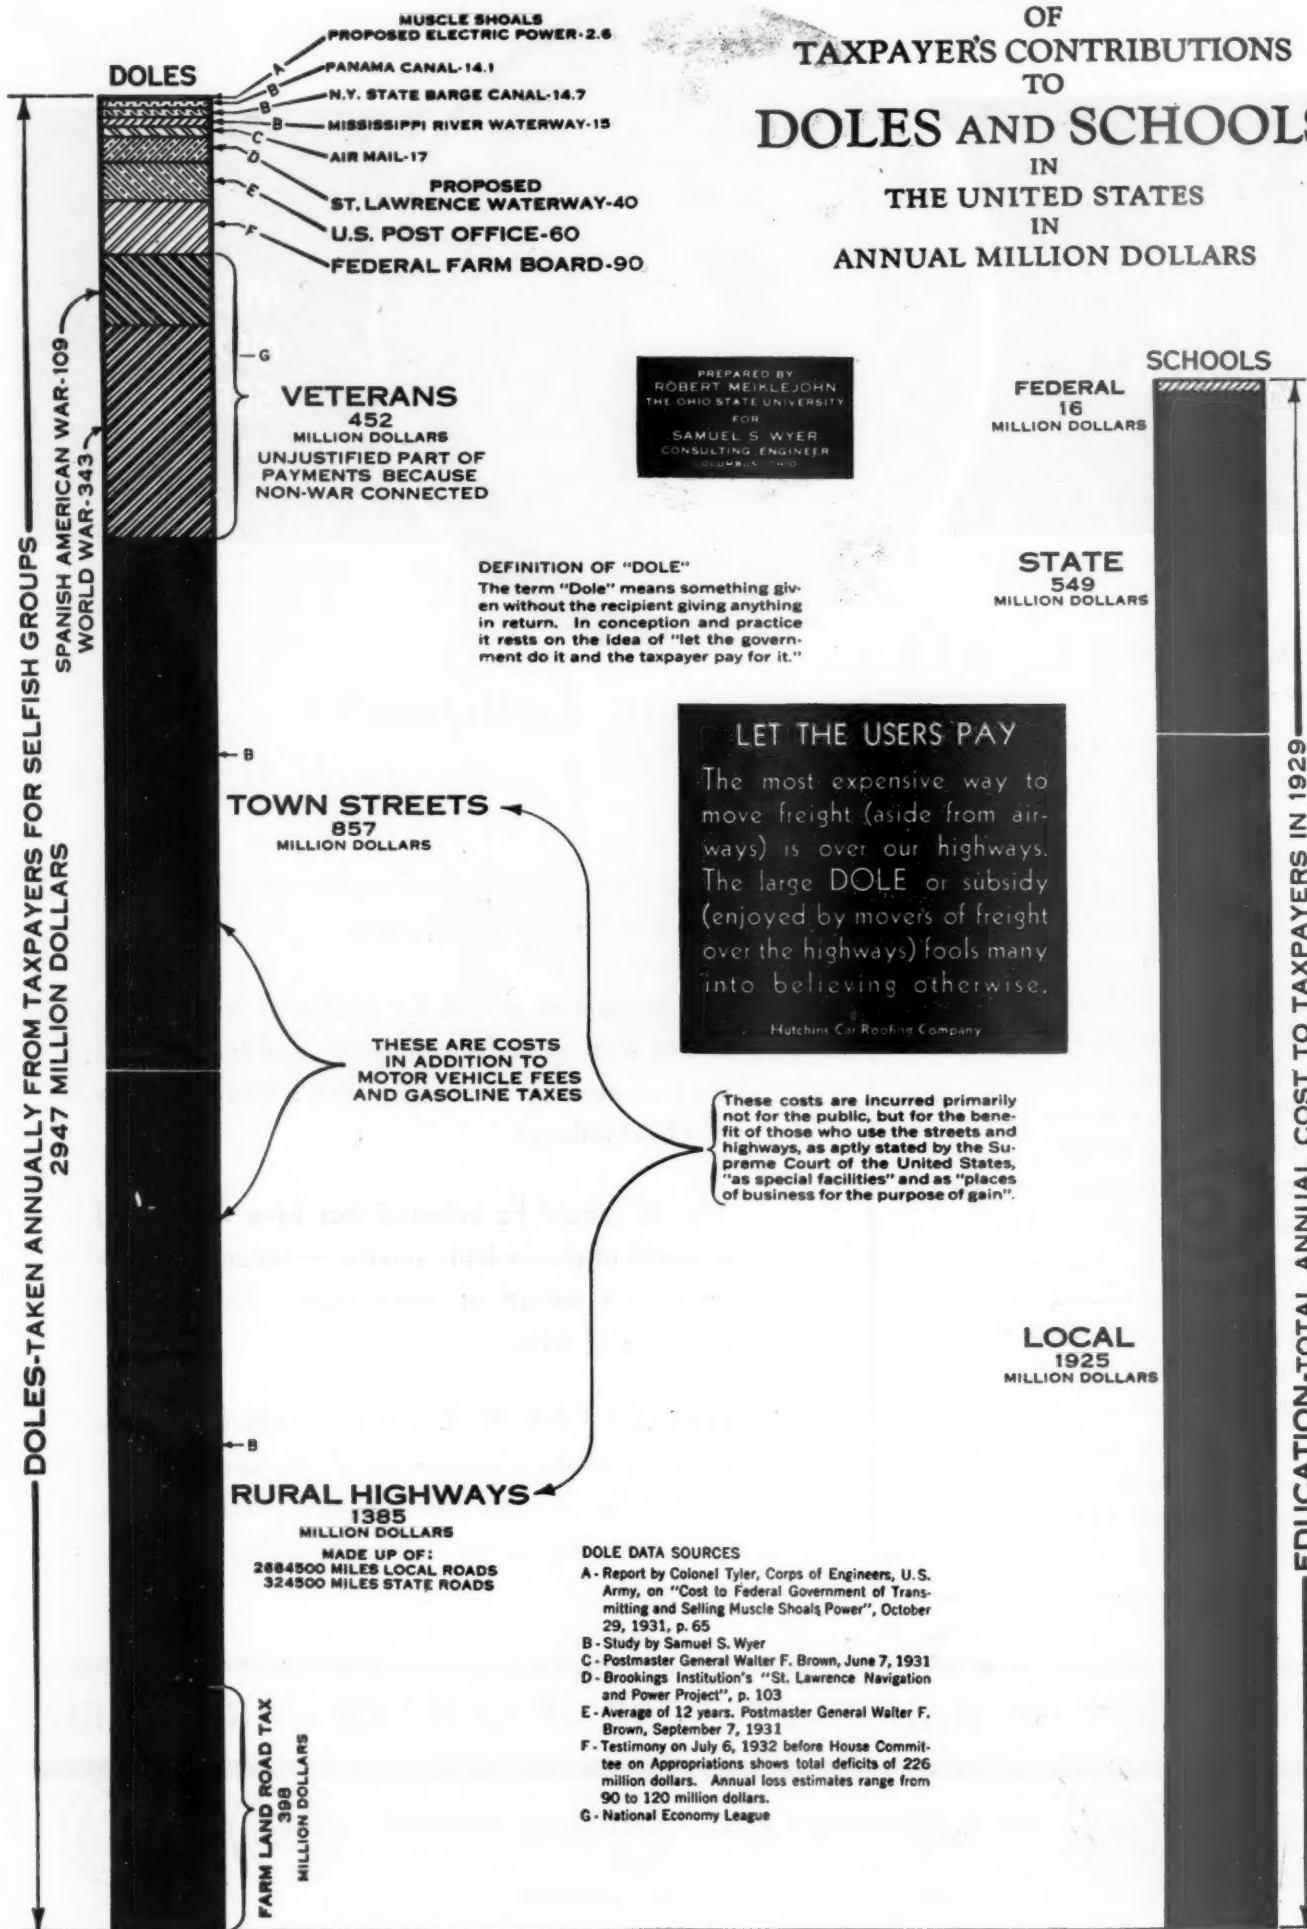 OF
TAXPAYER'S CONTRIBUTIONS
TO
DOLES AND SCHOOLS
IN
THE UNITED STATES
IN
ANNUAL MILLION DOLLARS
DOLES
MUSCLE SHOALS
PROPOSED ELECTRIC POWER-2.6
PANAMA CANAL-14.1
N.Y. STATE BARGE CANAL-14.7
MISSISSIPPI RIVER WATERWAY-15
AIR MAIL-17
PROPOSED
ST. LAWRENCE WATERWAY-40
U.S. POST OFFICE-60
FEDERAL FARM BOARD-90
A
B
B
B
C
D
E
F
G
DOLES-TAKEN ANNUALLY FROM TAXPAYERS FOR SELFISH GROUPS
2947 MILLION DOLLARS
SPANISH AMERICAN WAR-109
WORLD WAR-343
VETERANS
452
MILLION DOLLARS
UNJUSTIFIED PART OF
PAYMENTS BECAUSE
NON-WAR CONNECTED
PREPARED BY
ROBERT MEIKLEJOHN
THE OHIO STATE UNIVERSITY
FOR
SAMUEL S. WYER
CONSULTING ENGINEER
COLUMBUS OHIO
SCHOOLS
FEDERAL
16
MILLION DOLLARS
STATE
549
MILLION DOLLARS
DEFINITION OF "DOLE"
The term "Dole" means something giv-
en without the recipient giving anything
in return. In conception and practice
it rests on the idea of "let the govern-
ment do it and the taxpayer pay for it."
LET THE USERS PAY
The most expensive way to
move freight (aside from air-
ways) is over our highways.
The large DOLE or subsidy
(enjoyed by movers of freight
over the highways) fools many
into believing otherwise.
Hutchins Car Roofing Company
B
TOWN STREETS
857
MILLION DOLLARS
THESE ARE COSTS
IN ADDITION TO
MOTOR VEHICLE FEES
AND GASOLINE TAXES
These costs are incurred primarily
not for the public, but for the bene-
fit of those who use the streets and
highways, as aptly stated by the Su-
preme Court of the United States,
"as special facilities" and as "places
of business for the purpose of gain".
LOCAL
1925
MILLION DOLLARS
EDUCATION-TOTAL ANNUAL COST TO TAXPAYERS IN 1929
B
RURAL HIGHWAYS
1385
MILLION DOLLARS
MADE UP OF:
2684500 MILES LOCAL ROADS
324500 MILES STATE ROADS
FARM LAND ROAD TAX
398
MILLION DOLLARS
DOLE DATA SOURCES
A - Report by Colonel Tyler, Corps of Engineers, U.S.
Army, on "Cost to Federal Government of Trans-
mitting and Selling Muscle Shoals Power", October
29, 1931, p. 65
B - Study by Samuel S. Wyer
C - Postmaster General Walter F. Brown, June 7, 1931
D - Brookings Institution's "St. Lawrence Navigation
and Power Project", p. 103
E - Average of 12 years. Postmaster General Walter F.
Brown, September 7, 1931
F - Testimony on July 6, 1932 before House Commit-
tee on Appropriations shows total deficits of 226
million dollars. Annual loss estimates range from
90 to 120 million dollars.
G - National Economy League